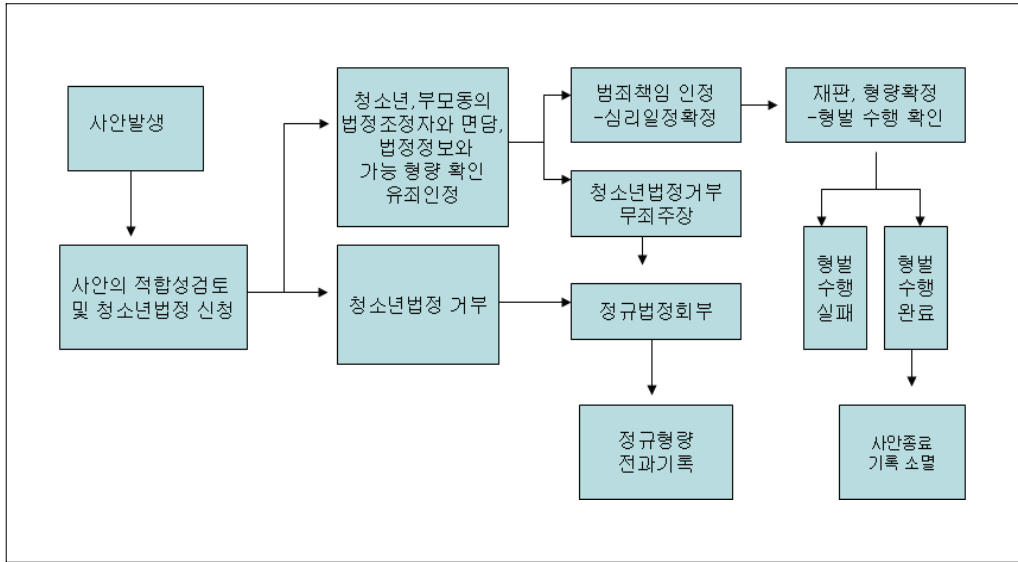 사안발생
사안의 적합성검토
및 청소년법정 신청
청소년,부모동의
법정조정자와 면담,
법정정보와
가능 형량 확인
유죄인정
청소년법정 거부
범죄책임 인정
-심리일정확정
청소년법정거부
무죄주장
정규법정회부
정규형량
전과기록
재판, 형량확정
-형벌 수행 확인
형벌
수행
실패
형벌
수행
완료
사안종료
기록 소멸